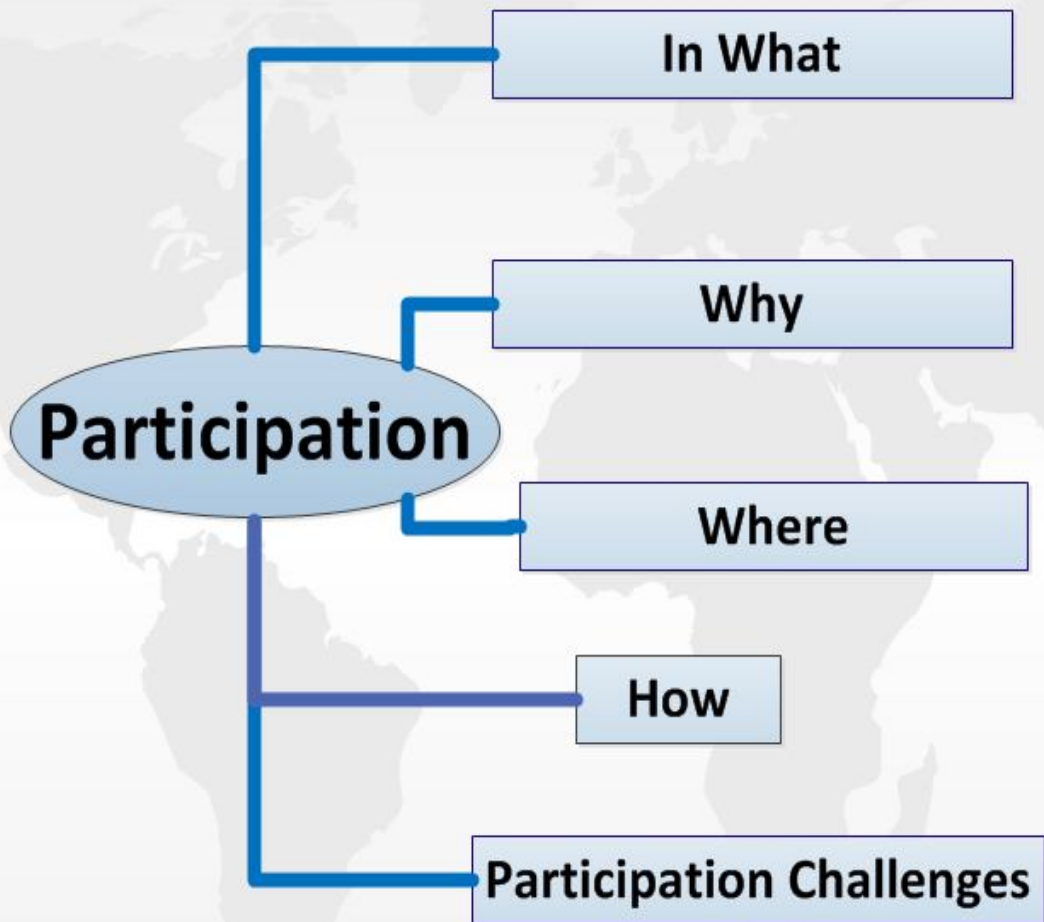 In What
Why
Participation
Where
How
Participation Challenges